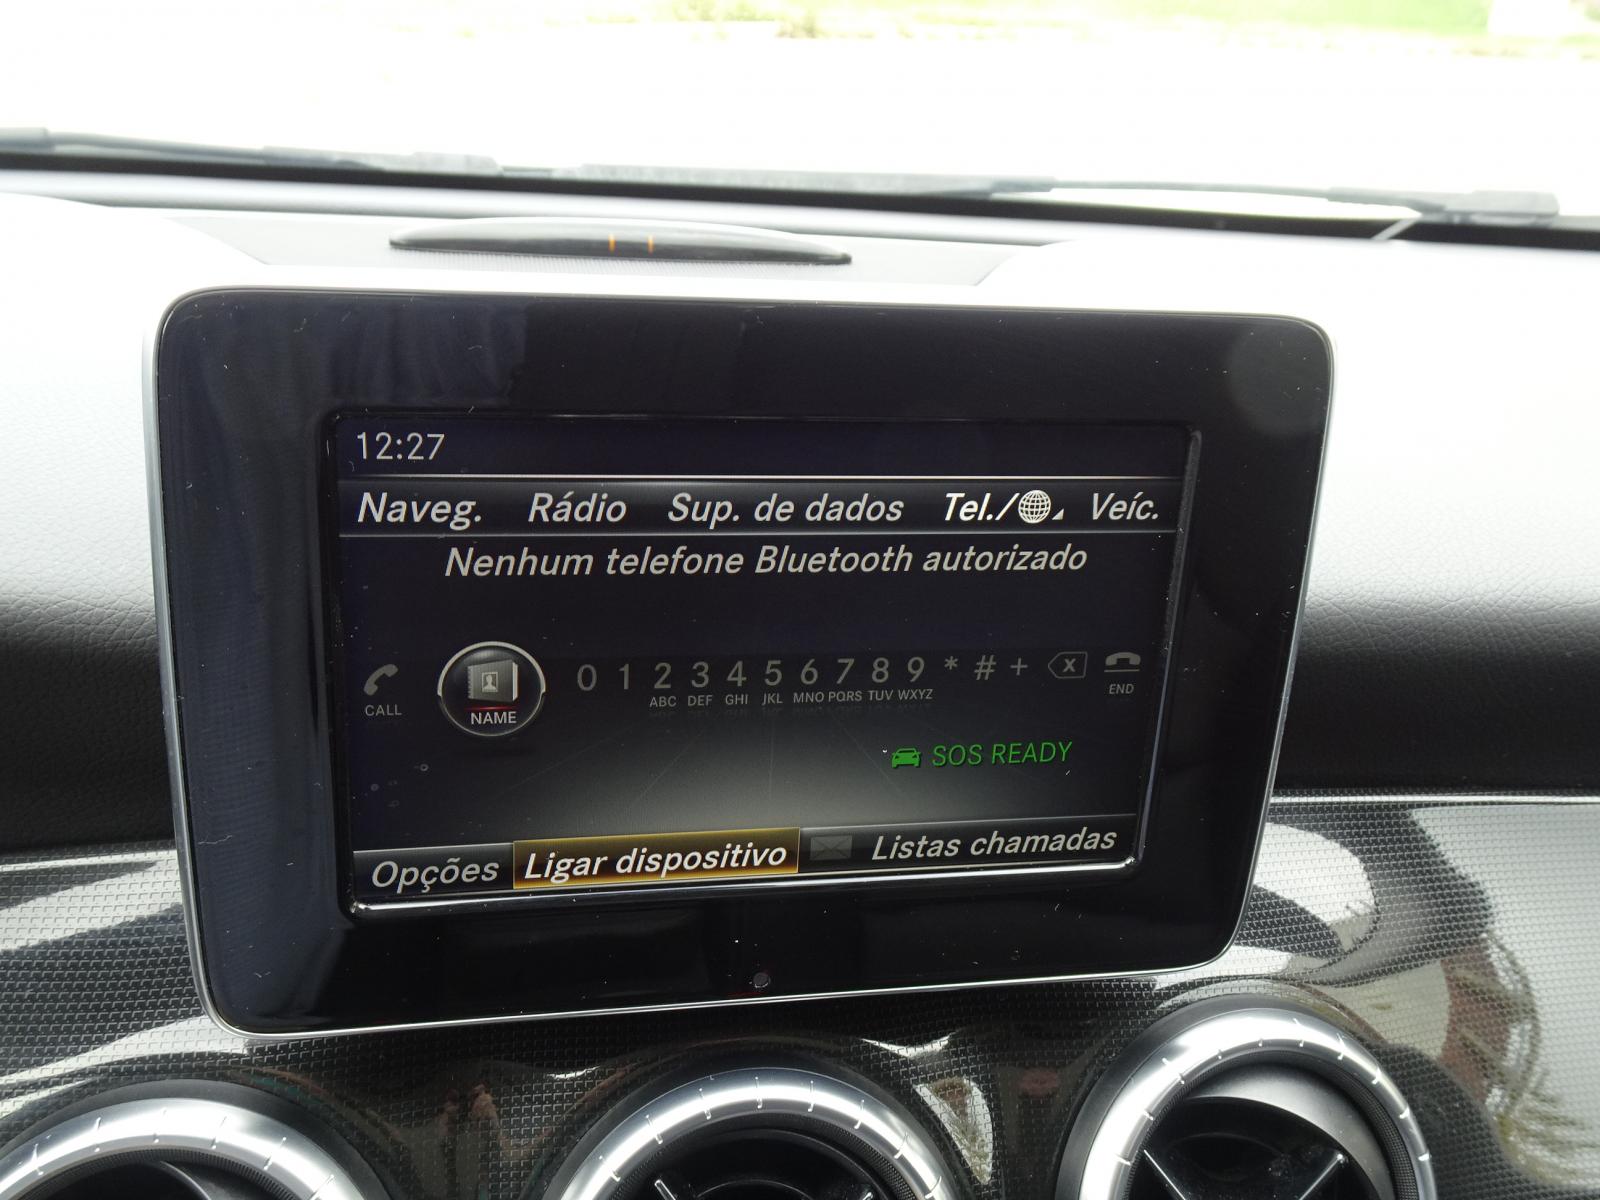 12:27
Naveg. Rádio Sup. de dados Tel./ Veíc.
Nenhum telefone Bluetooth autorizado
0 1 2 3 4 5 6 7 8 9 * # + x
ABC DEF GHI JKL MNO PQRS TUV WXYZ
CALL NAME END
SOS READY
Opções Ligar dispositivo Listas chamadas